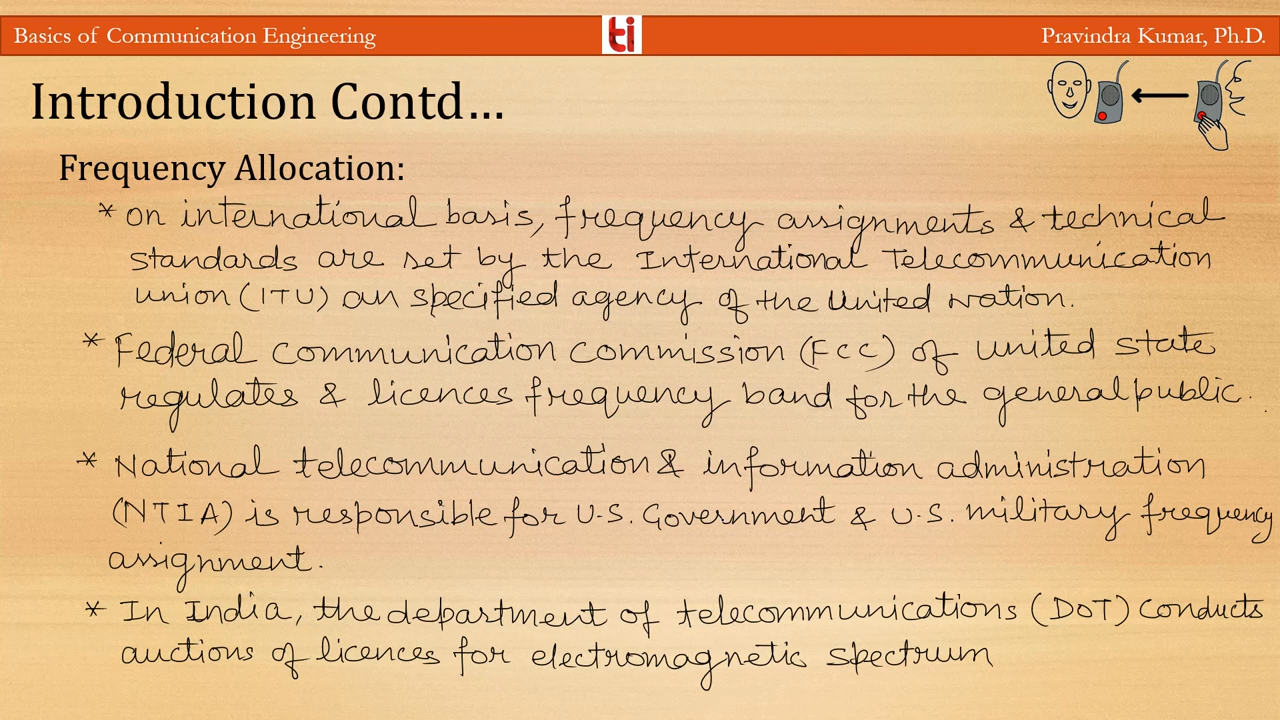 Basics of Communication Engineering
ti
Pravindra Kumar, Ph.D.
Introduction Contd…
Frequency Allocation:
* on international basis, frequency assignments & technical
standards are set by the International Telecommunication
union (ITU) an specified agency of the United Nation.
* Federal communication commission (FCC) of united state
regulates & licences frequency band for the general public.
* National telecommunication & information administration
(NTIA) is responsible for U.S. Government & U.S. military frequency
assignment.
* In India, the department of telecommunications (DoT) conducts
auctions of licences for electromagnetic spectrum